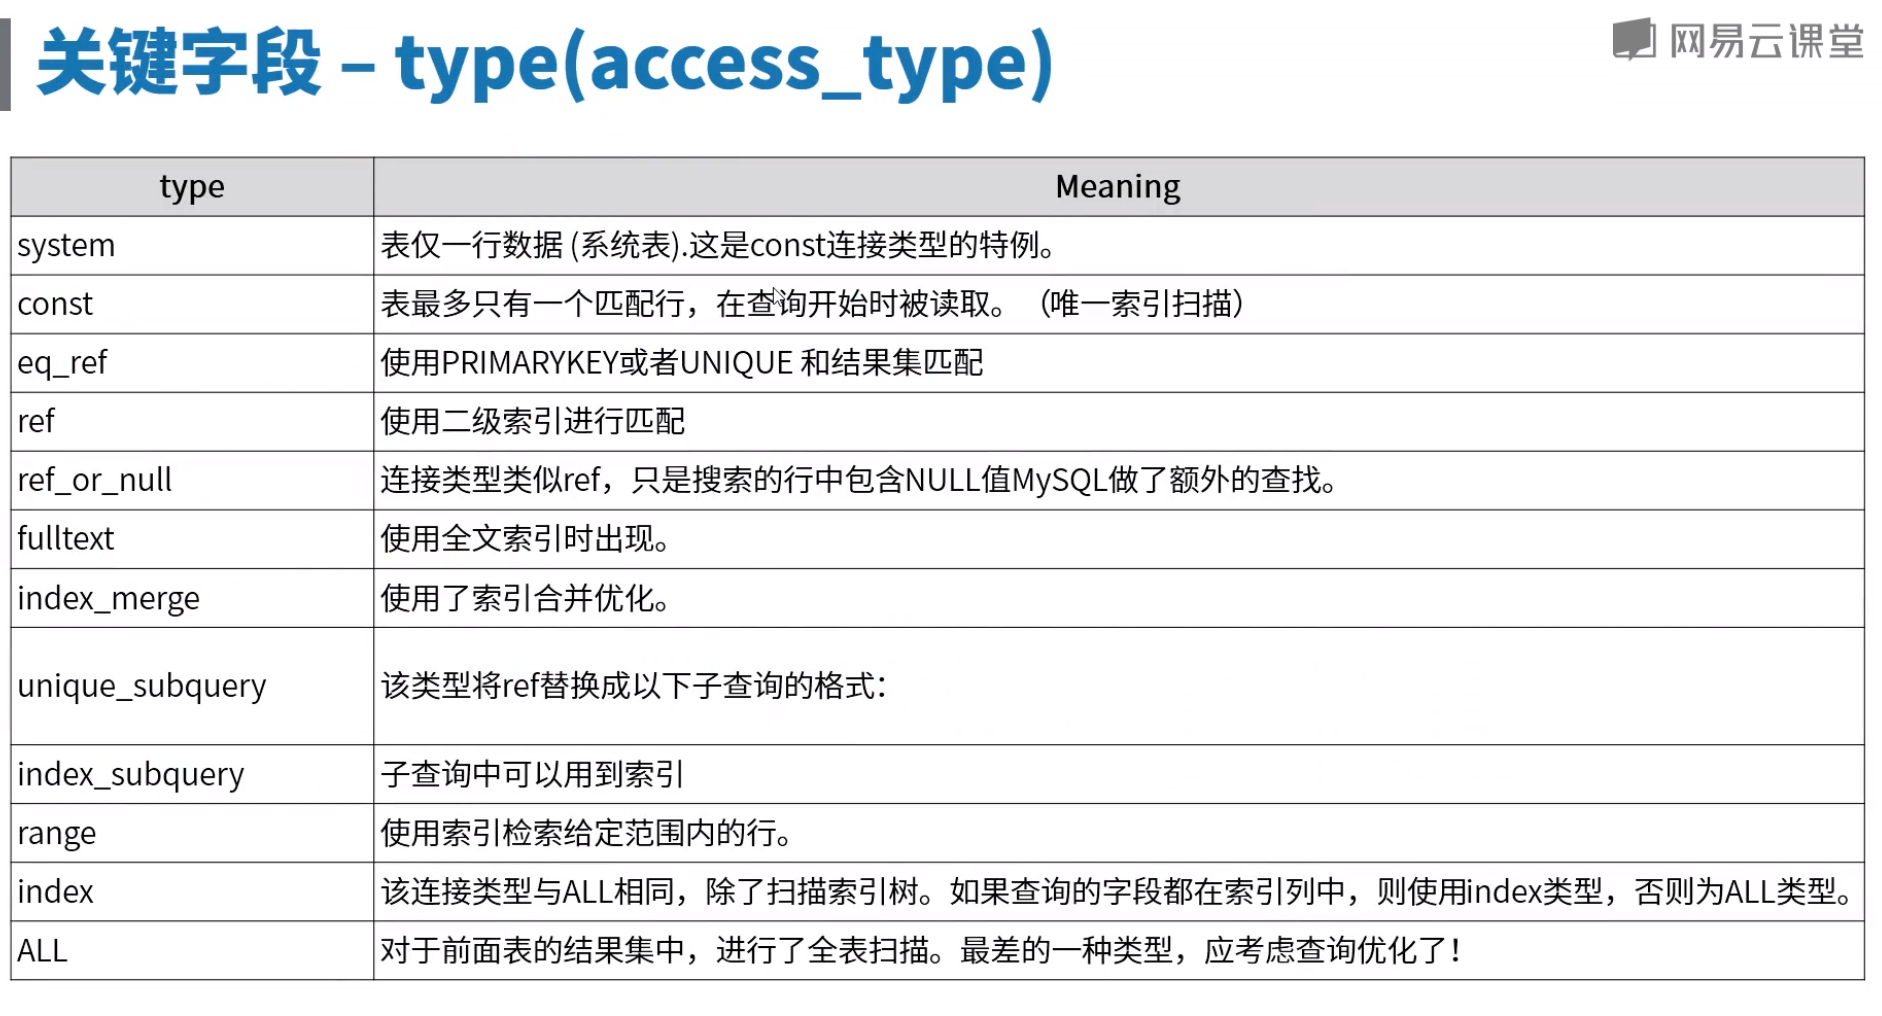 关键字段 – type(access_type)
网易云课堂
type Meaning
system 表仅一行数据 (系统表).这是const连接类型的特例。
const 表最多只有一个匹配行，在查询开始时被读取。（唯一索引扫描）
eq_ref 使用PRIMARYKEY或者UNIQUE 和结果集匹配
ref 使用二级索引进行匹配
ref_or_null 连接类型类似ref，只是搜索的行中包含NULL值MySQL做了额外的查找。
fulltext 使用全文索引时出现。
index_merge 使用了索引合并优化。
unique_subquery 该类型将ref替换成以下子查询的格式：
index_subquery 子查询中可以用到索引
range 使用索引检索给定范围内的行。
index 该连接类型与ALL相同，除了扫描索引树。如果查询的字段都在索引列中，则使用index类型，否则为ALL类型。
ALL 对于前面表的结果集中，进行了全表扫描。最差的一种类型，应考虑查询优化了！